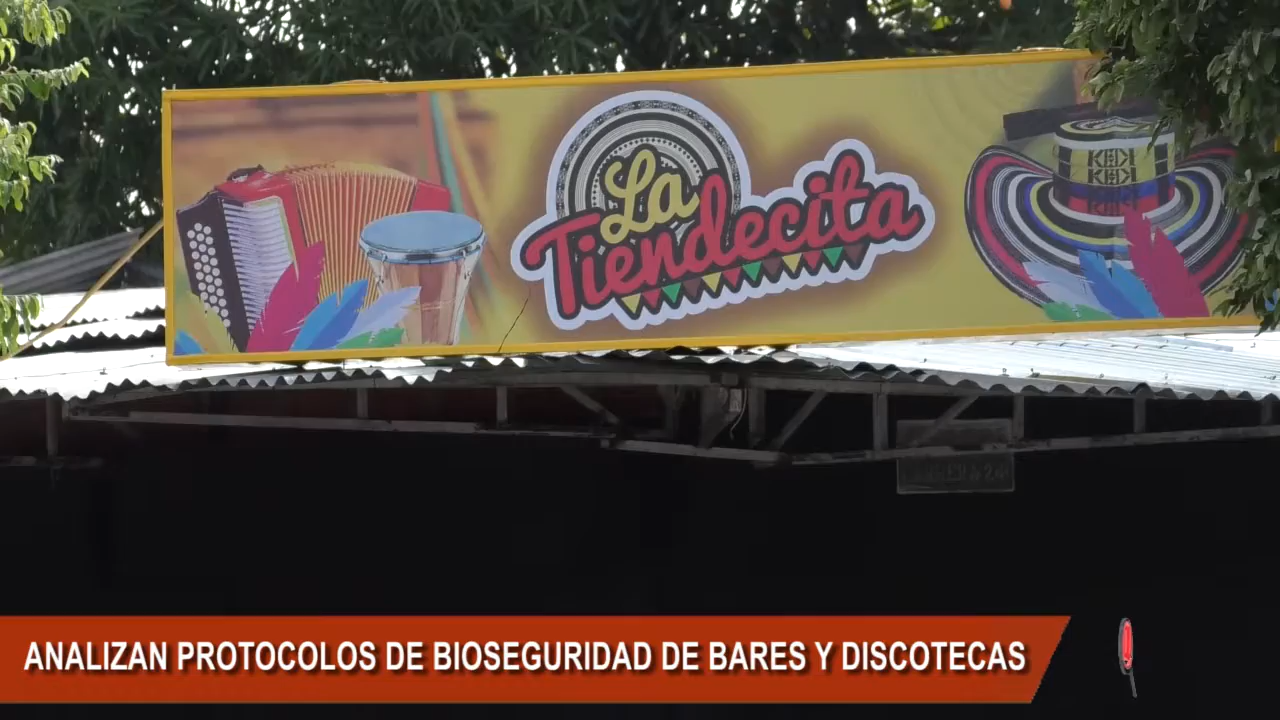 La
Tiendecita
ANALIZAN PROTOCOLOS DE BIOSEGURIDAD DE BARES Y DISCOTECAS